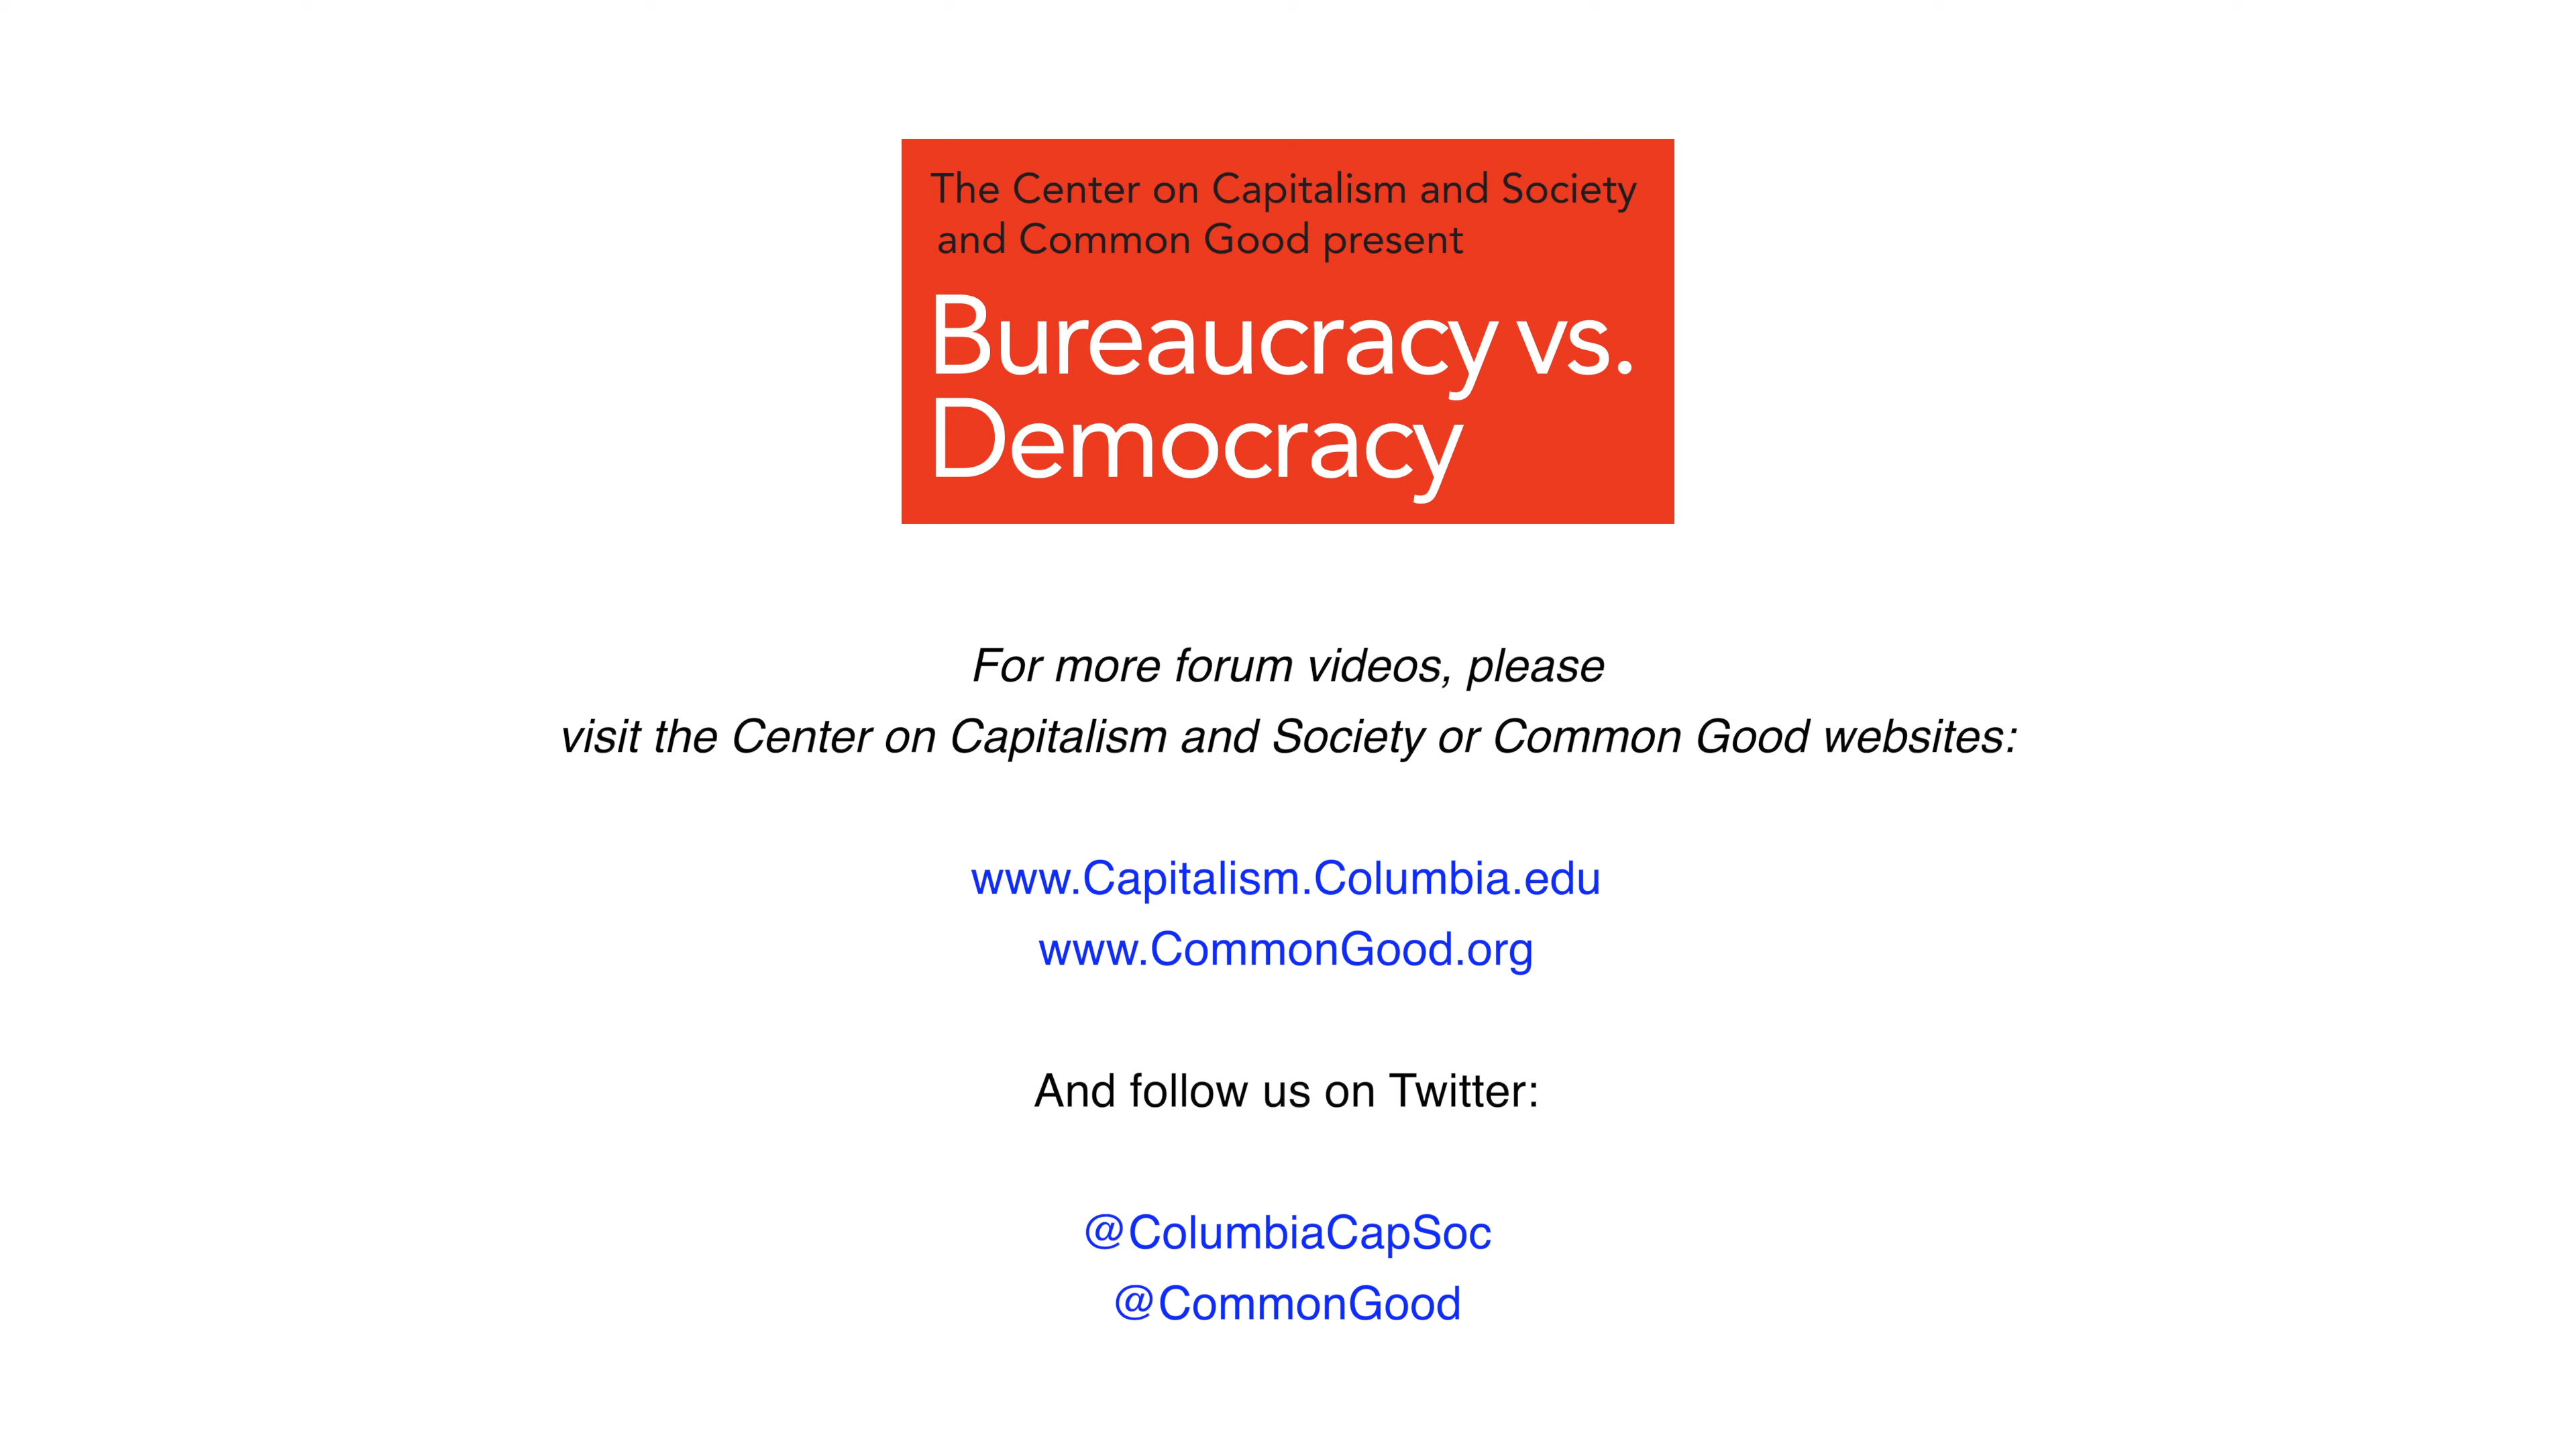 The Center on Capitalism and Society
and Common Good present
Bureaucracy vs.
Democracy
For more forum videos, please
visit the Center on Capitalism and Society or Common Good websites:
www.Capitalism.Columbia.edu
www.CommonGood.org
And follow us on Twitter:
@ColumbiaCapSoc
@CommonGood